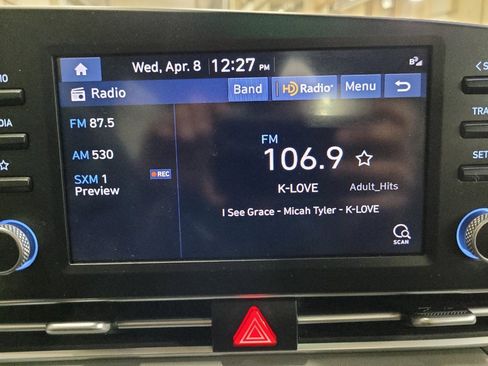 Wed, Apr. 8 12:27 PM B
Radio Band HD Radio Menu
FM 87.5
AM 530
SXM 1
Preview
REC
FM
106.9
K-LOVE Adult_Hits
I See Grace - Micah Tyler - K-LOVE
SCAN